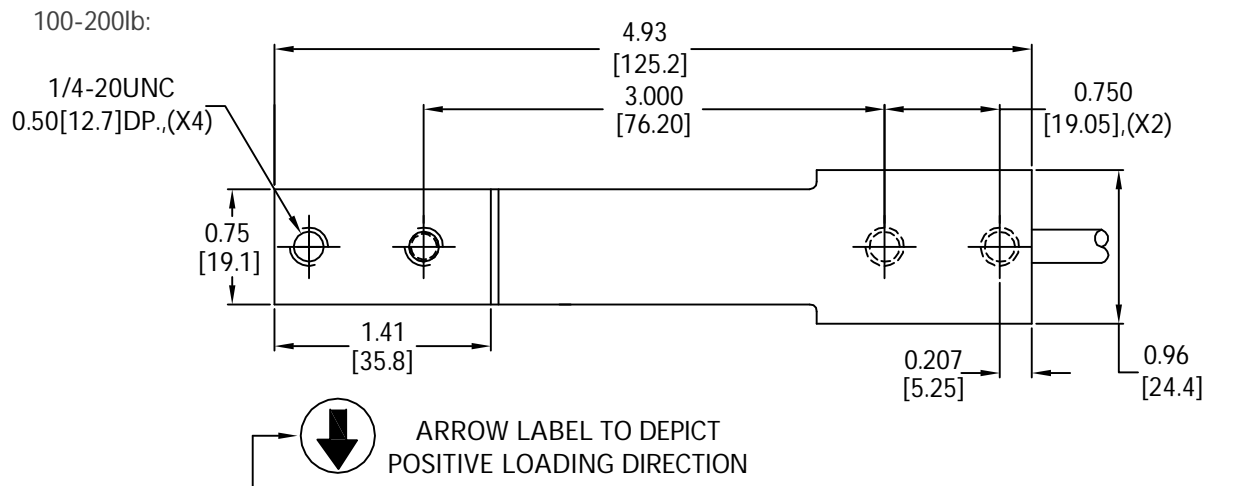 100-200lb:
4.93
[125.2]
1/4-20UNC
0.50[12.7]DP.,(X4)
3.000
[76.20]
0.750
[19.05],(X2)
0.75
[19.1]
1.41
[35.8]
0.207
[5.25]
0.96
[24.4]
ARROW LABEL TO DEPICT
POSITIVE LOADING DIRECTION